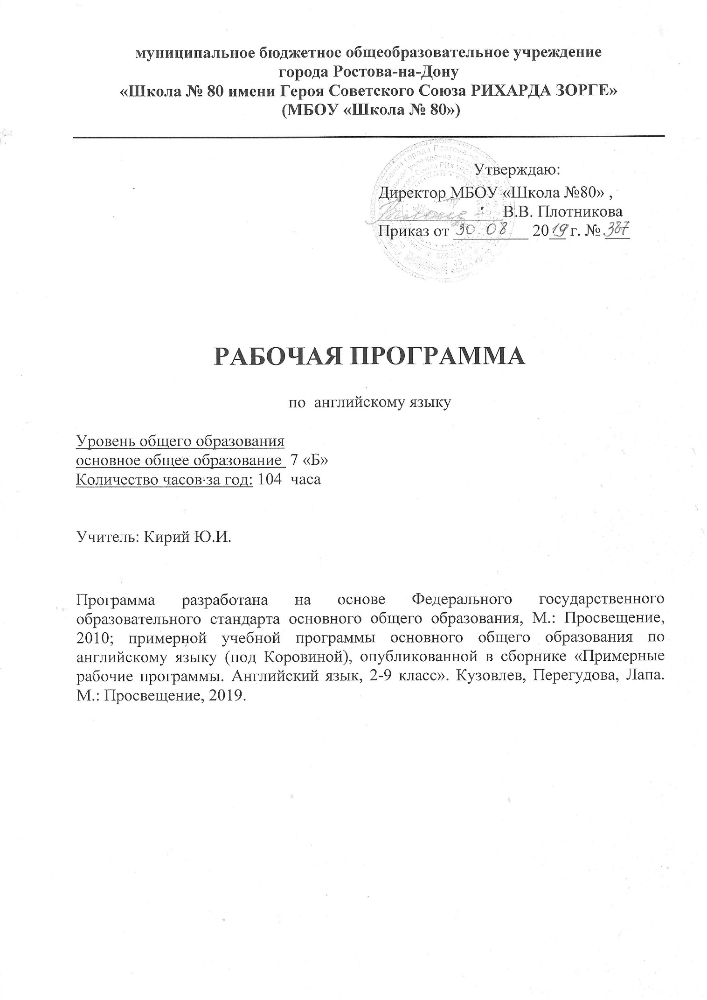 муниципальное бюджетное общеобразовательное учреждение
города Ростова-на-Дону
«Школа № 80 имени Героя Советского Союза РИХАРДА ЗОРГЕ»
(МБОУ «Школа № 80»)
Утверждаю:
Директор МБОУ «Школа №80» ,
В.В. Плотникова
Приказ от 30.08. 2019 г. № 387
РАБОЧАЯ ПРОГРАММА
по английскому языку
Уровень общего образования
основное общее образование 7 «Б»
Количество часов за год: 104 часа
Учитель: Кирий Ю.И.
Программа разработана на основе Федерального государственного
образовательного стандарта основного общего образования, М.: Просвещение,
2010; примерной учебной программы основного общего образования по
английскому языку (под Коровиной), опубликованной в сборнике «Примерные
рабочие программы. Английский язык, 2-9 класс». Кузовлев, Перегудова, Лапа.
М.: Просвещение, 2019.